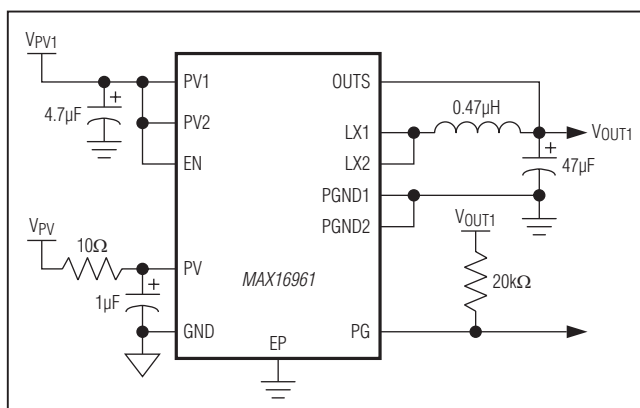 VPV1
4.7µF
+
PV1
PV2
EN
OUTS
LX1
LX2
0.47µH
VOUT1
+
47µF
PGND1
PGND2
VPV
10Ω
PV
+
1µF
GND
MAX16961
EP
VOUT1
20kΩ
PG